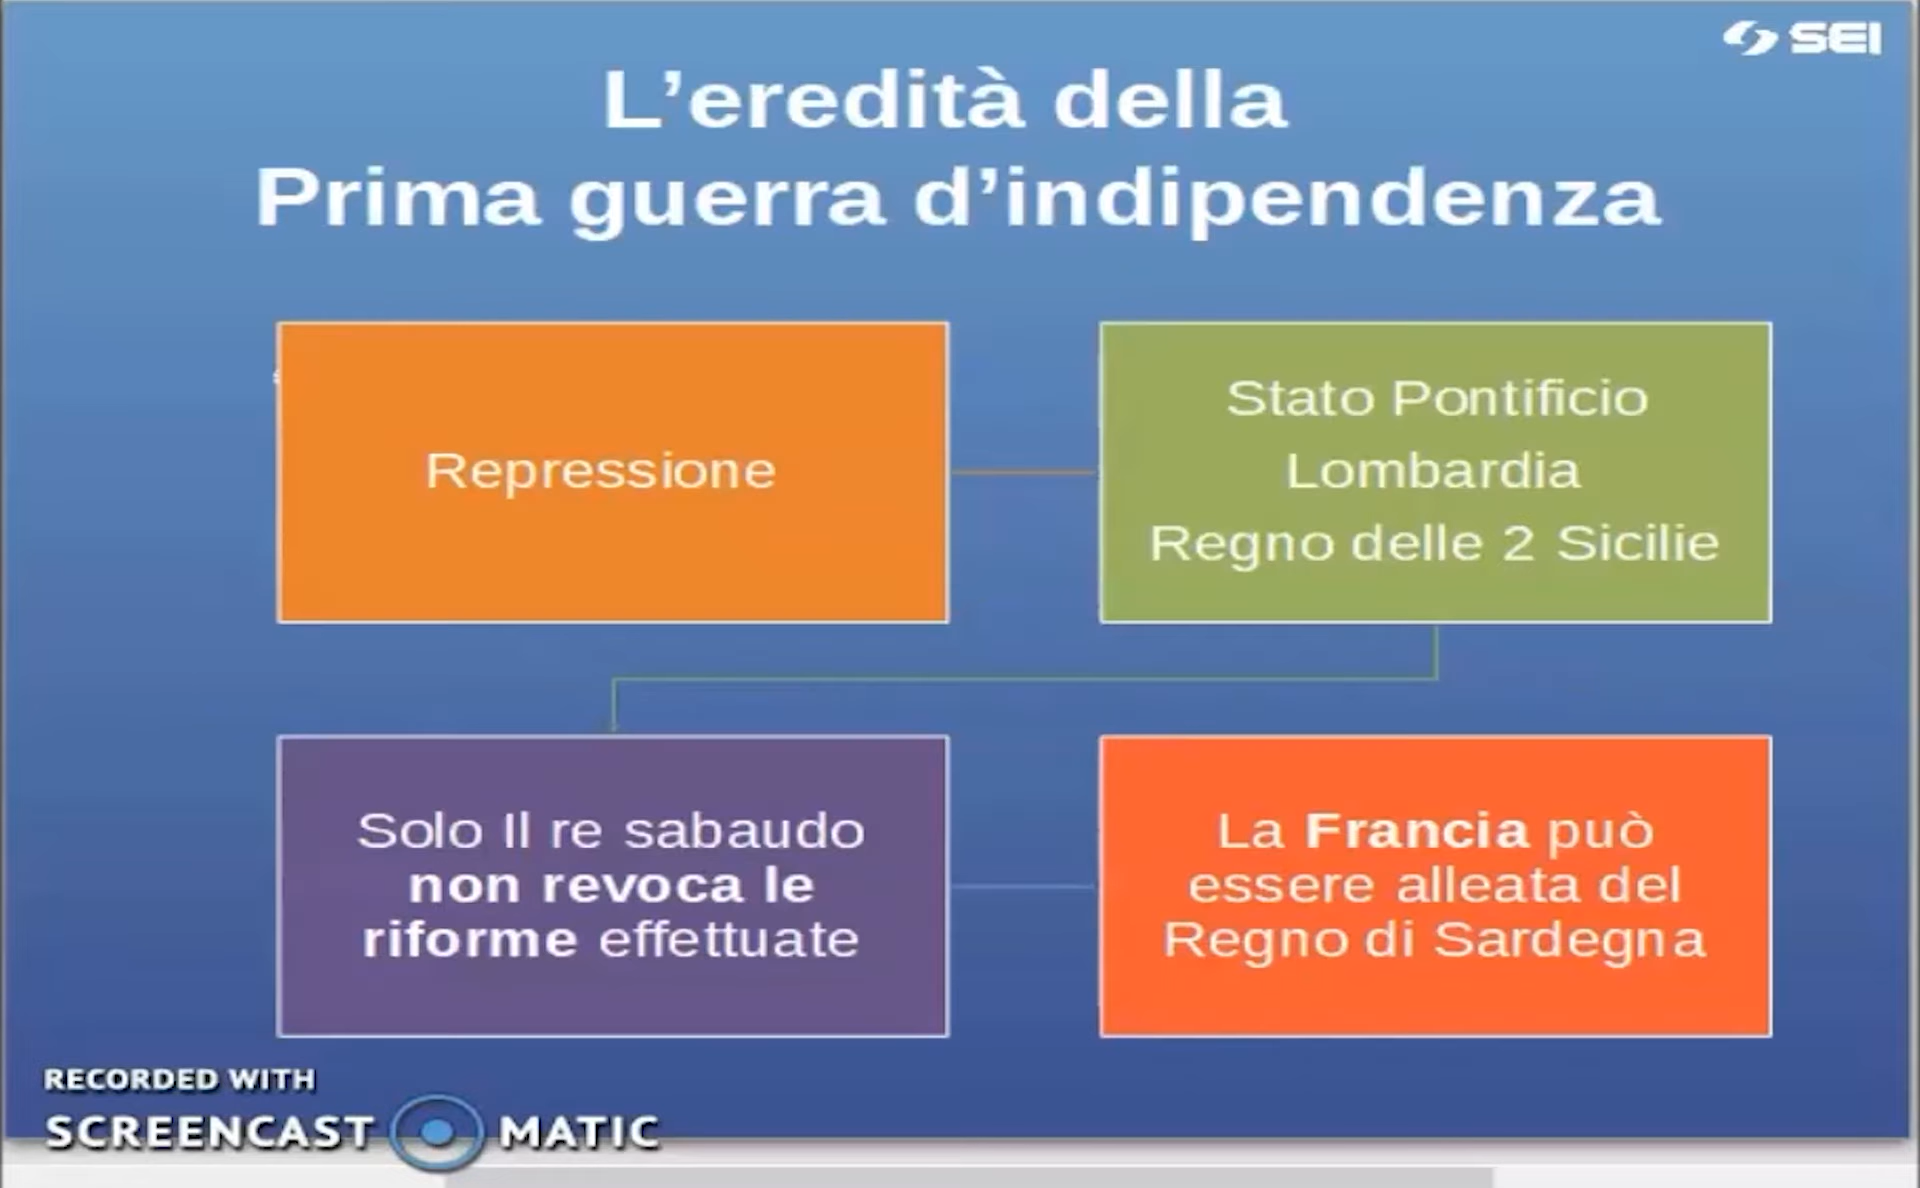 SEI
L’eredità della
Prima guerra d’indipendenza
Repressione
Stato Pontificio
Lombardia
Regno delle 2 Sicilie
Solo Il re sabaudo
non revoca le
riforme effettuate
La Francia può
essere alleata del
Regno di Sardegna
RECORDED WITH
SCREENCAST MATIC